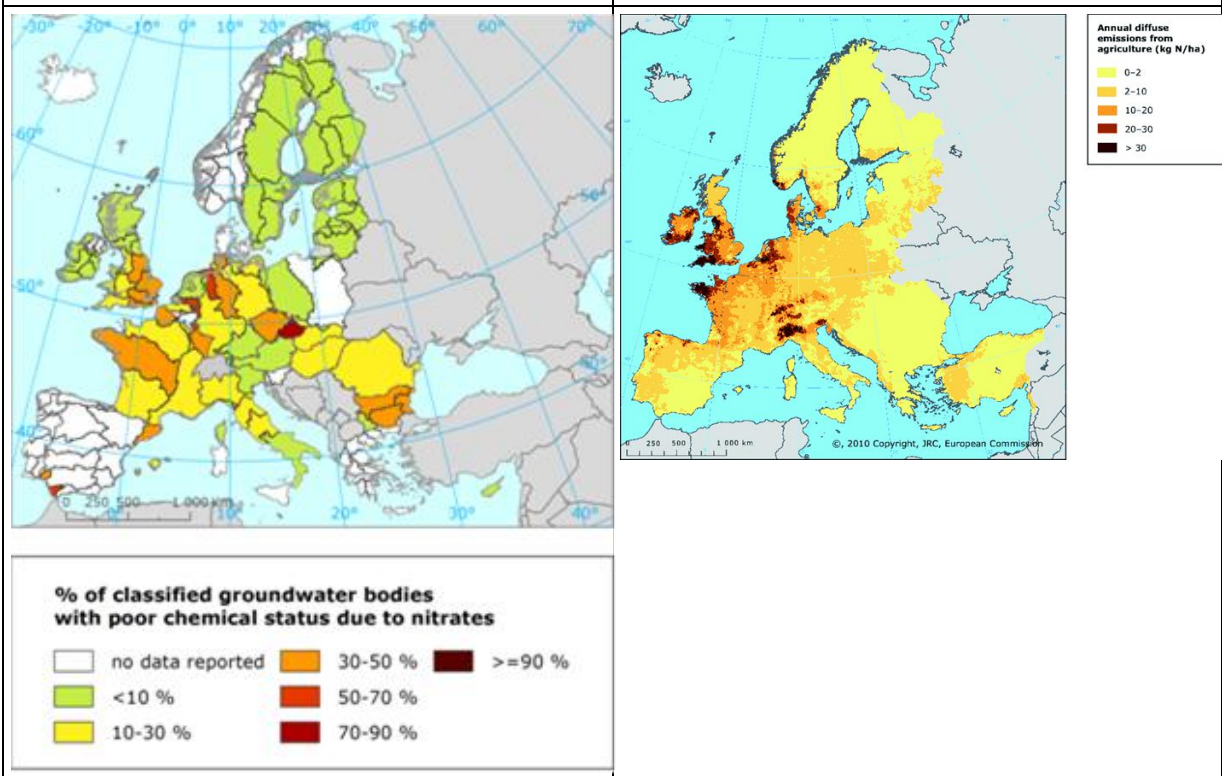 -30° -20° -10° 0° 10° 20° 30° 40° 50° 60° 70°
60°
50°
50°
40°
40°
0 250 500 1 000 km
0° 10° 20° 30° 40°
% of classified groundwater bodies
with poor chemical status due to nitrates
no data reported
30-50 %
>=90 %
<10 %
50-70 %
10-30 %
70-90 %
©, 2010 Copyright, JRC, European Commission
0 250 500 1 000 km
Annual diffuse
emissions from
agriculture (kg N/ha)
0–2
2–10
10–20
20–30
> 30